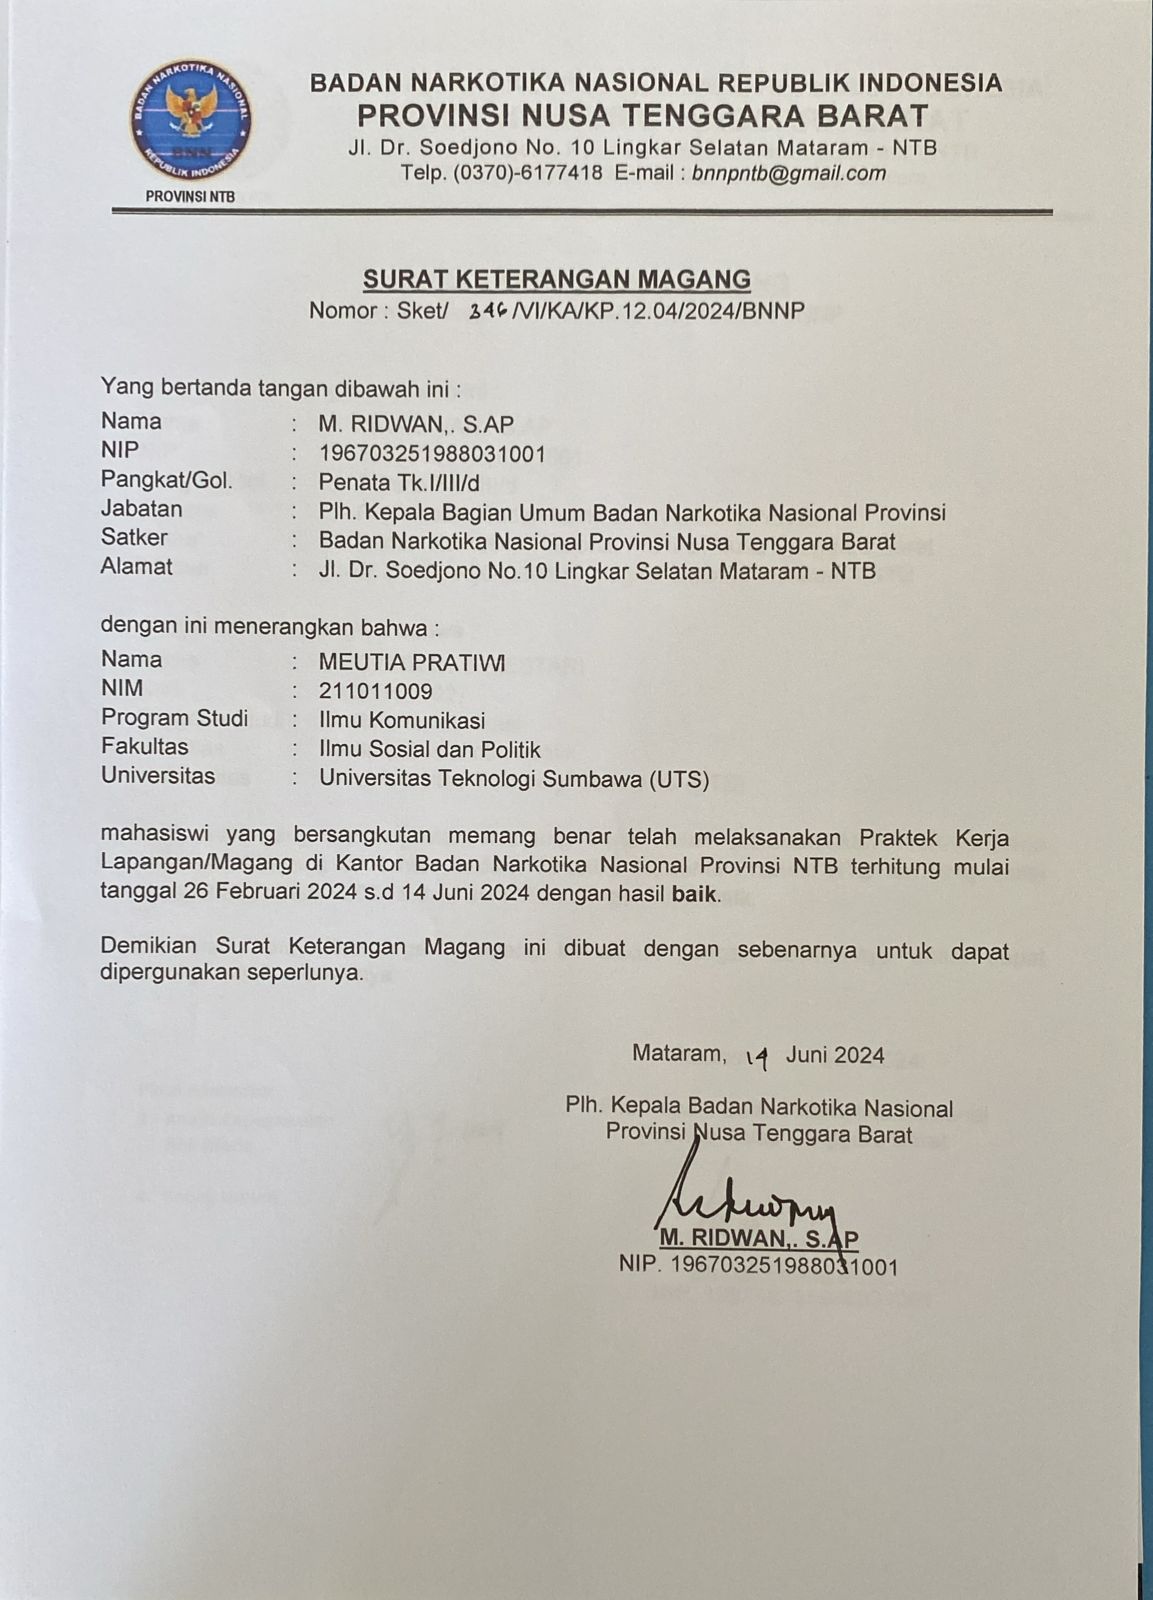 BADAN NARKOTIKA NASIONAL
BNN
REPUBLIK INDONESIA
PROVINSI NTB
BADAN NARKOTIKA NASIONAL REPUBLIK INDONESIA
PROVINSI NUSA TENGGARA BARAT
Jl. Dr. Soedjono No. 10 Lingkar Selatan Mataram - NTB
Telp. (0370)-6177418 E-mail : bnnpntb@gmail.com
SURAT KETERANGAN MAGANG
Nomor : Sket/ 346 /VI/KA/KP.12.04/2024/BNNP
Yang bertanda tangan dibawah ini :
Nama : M. RIDWAN,. S.AP
NIP : 196703251988031001
Pangkat/Gol. : Penata Tk.I/III/d
Jabatan : Plh. Kepala Bagian Umum Badan Narkotika Nasional Provinsi
Satker : Badan Narkotika Nasional Provinsi Nusa Tenggara Barat
Alamat : Jl. Dr. Soedjono No.10 Lingkar Selatan Mataram - NTB
dengan ini menerangkan bahwa :
Nama : MEUTIA PRATIWI
NIM : 211011009
Program Studi : Ilmu Komunikasi
Fakultas : Ilmu Sosial dan Politik
Universitas : Universitas Teknologi Sumbawa (UTS)
mahasiswi yang bersangkutan memang benar telah melaksanakan Praktek Kerja
Lapangan/Magang di Kantor Badan Narkotika Nasional Provinsi NTB terhitung mulai
tanggal 26 Februari 2024 s.d 14 Juni 2024 dengan hasil baik.
Demikian Surat Keterangan Magang ini dibuat dengan sebenarnya untuk dapat
dipergunakan seperlunya.
Mataram, 14 Juni 2024
Plh. Kepala Badan Narkotika Nasional
Provinsi Nusa Tenggara Barat
M. RIDWAN,. S.AP
NIP. 196703251988031001